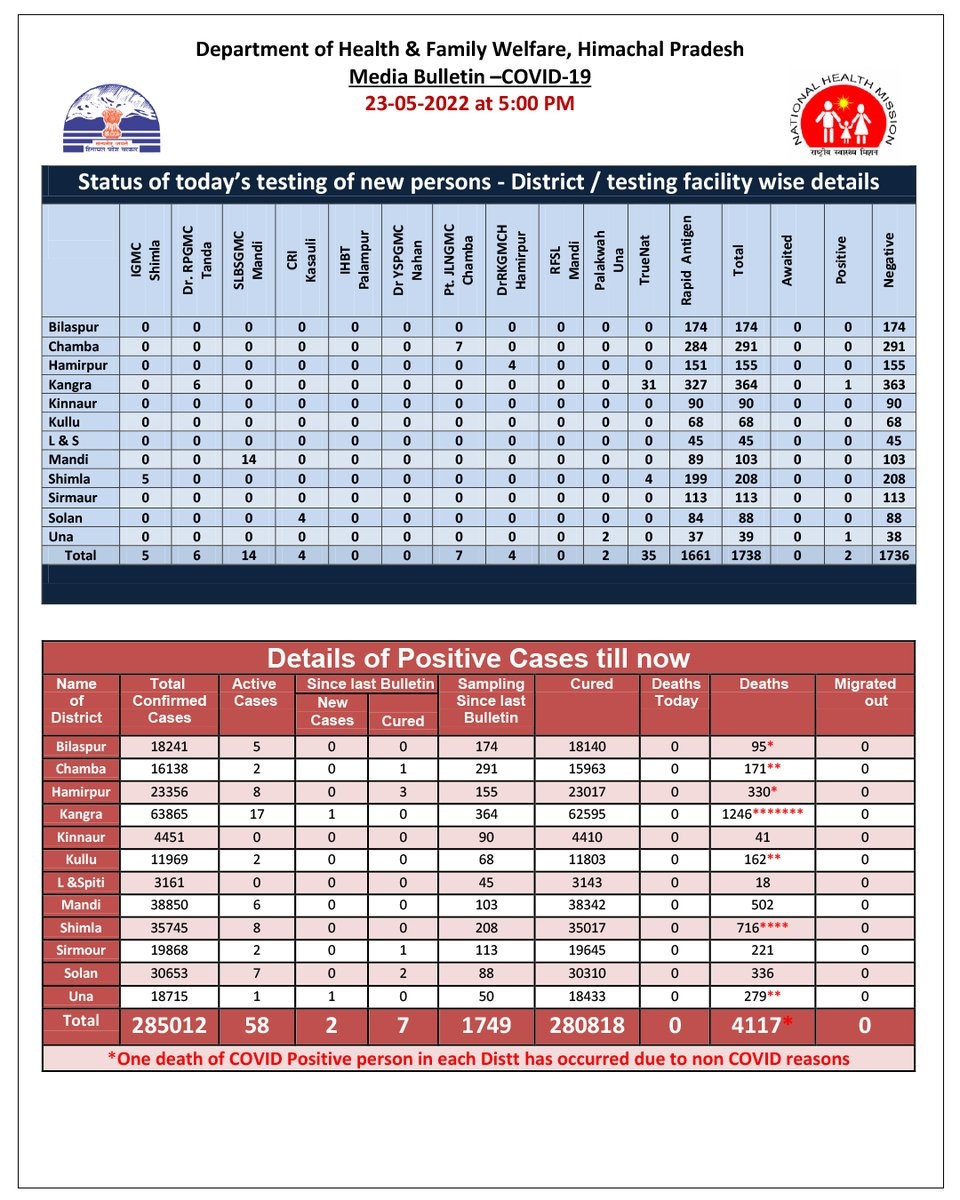 Department of Health & Family Welfare, Himachal Pradesh
Media Bulletin –COVID-19
23-05-2022 at 5:00 PM
सत्यमेव जयते
हिमाचल प्रदेश सरकार
NATIONAL HEALTH MISSION
राष्ट्रीय स्वास्थ्य मिशन
Status of today's testing of new persons - District / testing facility wise details
IGMC Shimla Dr. RPGMC Tanda SLBSGMC Mandi CRI Kasauli IHBT Palampur Dr YSPGMC Nahan Pt. JLNGMC Chamba DrRKGMCH Hamirpur RFSL Mandi Palakwah Una TrueNat Rapid Antigen Total Awaited Positive Negative
Bilaspur 0 0 0 0 0 0 0 0 0 0 0 174 174 0 0 174
Chamba 0 0 0 0 0 0 7 0 0 0 0 284 291 0 0 291
Hamirpur 0 0 0 0 0 0 0 4 0 0 0 151 155 0 0 155
Kangra 0 6 0 0 0 0 0 0 0 0 31 327 364 0 1 363
Kinnaur 0 0 0 0 0 0 0 0 0 0 0 90 90 0 0 90
Kullu 0 0 0 0 0 0 0 0 0 0 0 68 68 0 0 68
L & S 0 0 0 0 0 0 0 0 0 0 0 45 45 0 0 45
Mandi 0 0 14 0 0 0 0 0 0 0 0 89 103 0 0 103
Shimla 5 0 0 0 0 0 0 0 0 0 4 199 208 0 0 208
Sirmaur 0 0 0 0 0 0 0 0 0 0 0 113 113 0 0 113
Solan 0 0 0 4 0 0 0 0 0 0 0 84 88 0 0 88
Una 0 0 0 0 0 0 0 0 0 2 0 37 39 0 1 38
Total 5 6 14 4 0 0 7 4 0 2 35 1661 1738 0 2 1736
Details of Positive Cases till now
Name of District Total Confirmed Cases Active Cases Since last Bulletin New Cases Cured Sampling Since last Bulletin Cured Deaths Today Deaths Migrated out
Bilaspur 18241 5 0 0 174 18140 0 95* 0
Chamba 16138 2 0 1 291 15963 0 171** 0
Hamirpur 23356 8 0 3 155 23017 0 330* 0
Kangra 63865 17 1 0 364 62595 0 1246******* 0
Kinnaur 4451 0 0 0 90 4410 0 41 0
Kullu 11969 2 0 0 68 11803 0 162** 0
L &Spiti 3161 0 0 0 45 3143 0 18 0
Mandi 38850 6 0 0 103 38342 0 502 0
Shimla 35745 8 0 0 208 35017 0 716**** 0
Sirmour 19868 2 0 1 113 19645 0 221 0
Solan 30653 7 0 2 88 30310 0 336 0
Una 18715 1 1 0 50 18433 0 279** 0
Total 285012 58 2 7 1749 280818 0 4117* 0
*One death of COVID Positive person in each Distt has occurred due to non COVID reasons